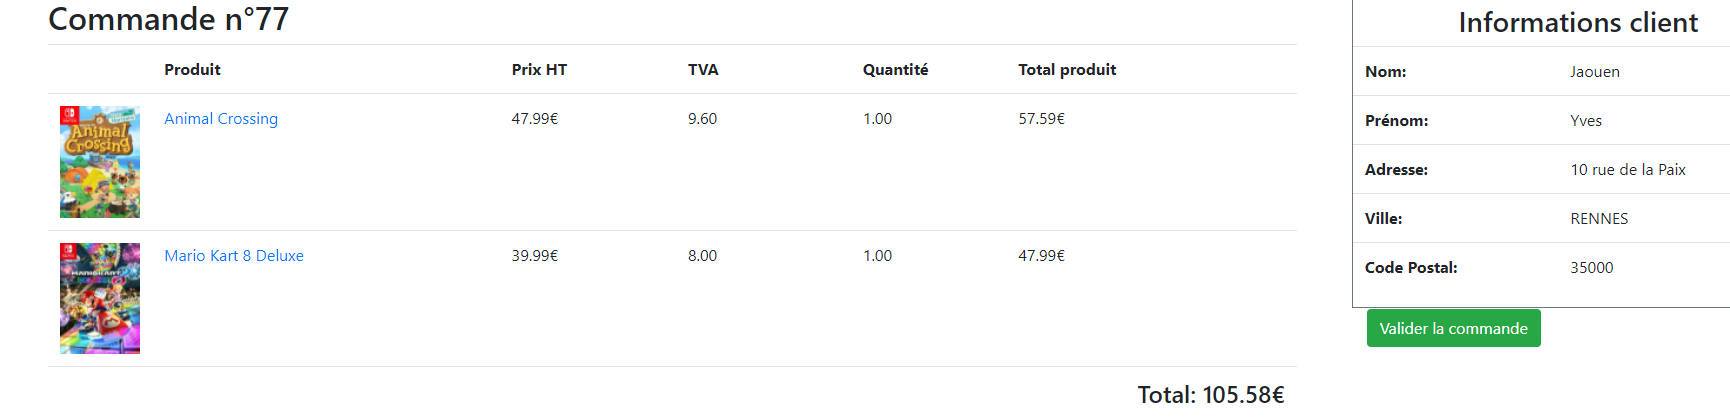 Commande n°77
Produit Prix HT TVA Quantité Total produit
Animal Crossing 47.99€ 9.60 1.00 57.59€
Animal
Crossing
Mario Kart 8 Deluxe 39.99€ 8.00 1.00 47.99€
MARIOKART
Total: 105.58€
Informations client
Nom: Jaouen
Prénom: Yves
Adresse: 10 rue de la Paix
Ville: RENNES
Code Postal: 35000
Valider la commande